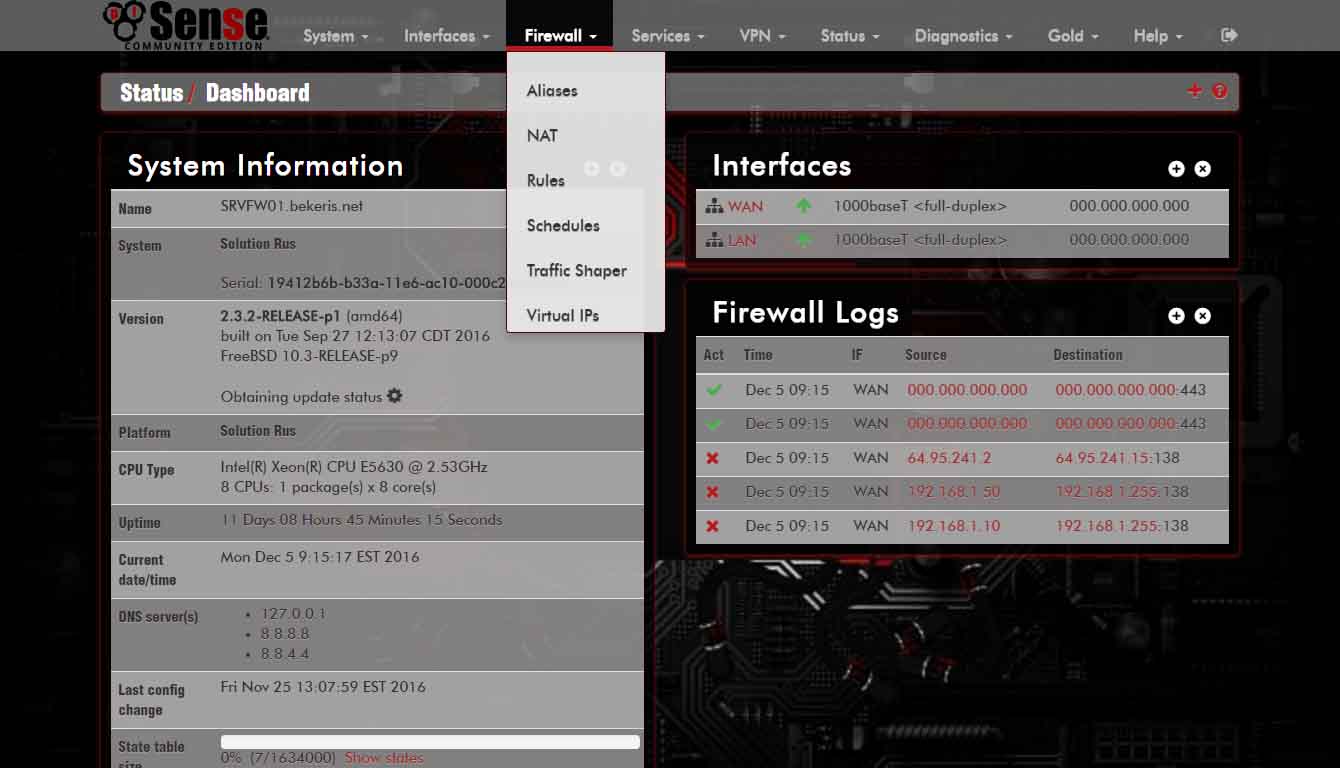 pf Sense
COMMUNITY EDITION
System
Interfaces
Firewall
Services
VPN
Status
Diagnostics
Gold
Help
Aliases
NAT
Rules
Schedules
Traffic Shaper
Virtual IPs
Status / Dashboard
System Information
Name SRVFW01.bekeris.net
System Solution Rus
Serial: 19412b6b-b33a-11e6-ac10-000c2
Version 2.3.2-RELEASE-p1 (amd64)
built on Tue Sep 27 12:13:07 CDT 2016
FreeBSD 10.3-RELEASE-p9
Obtaining update status
Platform Solution Rus
CPU Type Intel(R) Xeon(R) CPU E5630 @ 2.53GHz
8 CPUs: 1 package(s) x 8 core(s)
Uptime 11 Days 08 Hours 45 Minutes 15 Seconds
Current Mon Dec 5 9:15:17 EST 2016
date/time
DNS server(s) • 127.0.0.1
• 8.8.8.8
• 8.8.4.4
Last config Fri Nov 25 13:07:59 EST 2016
change
State table
size 0% (7/1634000) Show states
Interfaces
WAN 1000baseT <full-duplex> 000.000.000.000
LAN 1000baseT <full-duplex> 000.000.000.000
Firewall Logs
Act Time IF Source Destination
Dec 5 09:15 WAN 000.000.000.000 000.000.000.000:443
Dec 5 09:15 WAN 000.000.000.000 000.000.000.000:443
Dec 5 09:15 WAN 64.95.241.2 64.95.241.15:138
Dec 5 09:15 WAN 192.168.1.50 192.168.1.255:138
Dec 5 09:15 WAN 192.168.1.10 192.168.1.255:138